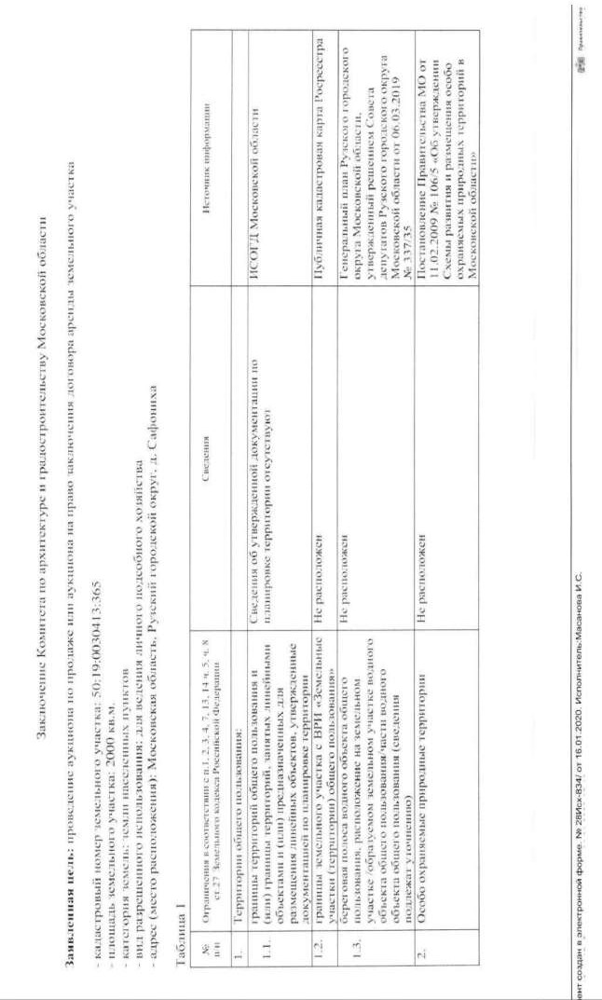 Заключение Комитета по архитектуре и градостроительству Московской области
Заявленная цель: проведение аукциона по продаже или аукциона на право заключения договора аренды земельного участка
- кадастровый номер земельного участка: 50:19:0030413:365
- площадь земельного участка: 2000 кв.м.
- категория земель: земли населенных пунктов
- вид разрешенного использования: для ведения личного подсобного хозяйства
- адрес (место расположения): Московская область, Рузский городской округ, д. Сафониха
Таблица 1
№
п/п
Ограничения в соответствии с п.1, 2, 3, 4, 7, 13, 14 ч. 5, ч. 8
ст 27 Земельного кодекса Российской Федерации
Сведения
Источник информации
1.
Территории общего пользования:
1.1.
границы территорий общего пользования и
(или) границы территорий, занятых линейными
объектами и (или) предназначенных для
размещения линейных объектов, утвержденные
документацией по планировке территории
Сведения об утвержденной документации по
планировке территории отсутствуют
ИСОГД Московской области
1.2.
границы земельного участка с ВРИ «Земельные
участки (территории) общего пользования»
Не расположен
Публичная кадастровая карта Росреестра
1.3.
береговая полоса водного объекта общего
пользования, расположение на земельном
участке /образуемом земельном участке водного
объекта общего пользования/части водного
объекта общего пользования (сведения
подлежат уточнению)
Не расположен
Генеральный план Рузского городского
округа Московской области,
утвержденный решением Совета
депутатов Рузского городского округа
Московской области от 06.03.2019
№ 337/35
2.
Особо охраняемые природные территории
Не расположен
Постановление Правительства МО от
11.02.2009 № 106/5 «Об утверждении
Схемы развития и размещения особо
охраняемых природных территорий в
Московской области»
ент создан в электронной форме. № 28Исх-834/ от 16.01.2020. Исполнитель:Масанова И.С.
Правительство